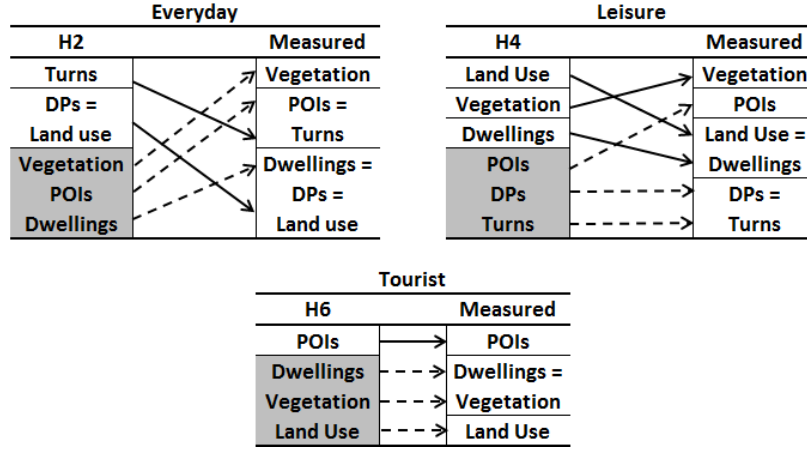 Everyday
H2 Measured
Turns Vegetation
DPs = POIs =
Land use Turns
Vegetation Dwellings =
POIs DPs =
Dwellings Land use
Leisure
H4 Measured
Land Use Vegetation
Vegetation POIs
Dwellings Land Use =
POIs Dwellings
DPs DPs =
Turns Turns
Tourist
H6 Measured
POIs POIs
Dwellings Dwellings =
Vegetation Vegetation
Land Use Land Use